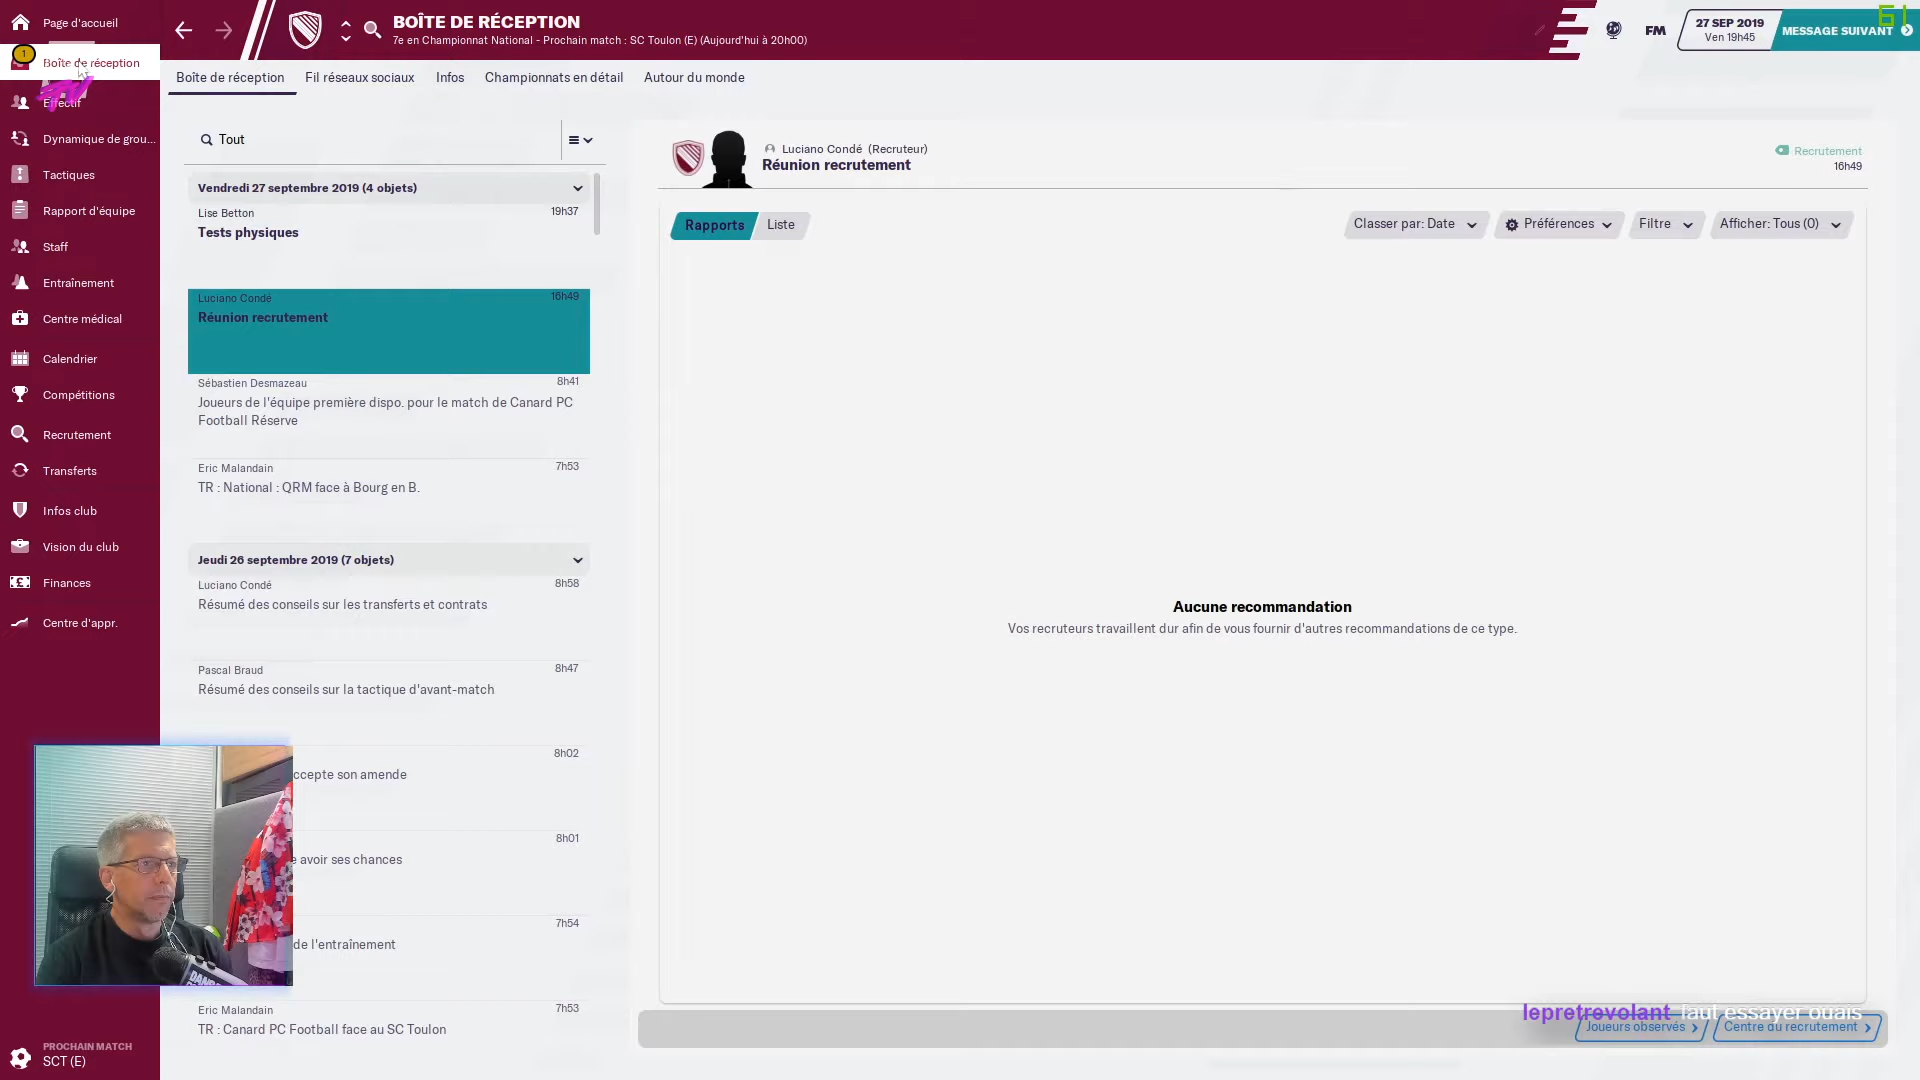 Page d'accueil
1
Boîte de réception
Effectif
Dynamique de grou...
Tactiques
Rapport d'équipe
Staff
Entraînement
Centre médical
Calendrier
Compétitions
Recrutement
Transferts
Infos club
Vision du club
Finances
Centre d'appr.
PROCHAIN MATCH
SCT (E)
BOÎTE DE RÉCEPTION
7e en Championnat National - Prochain match : SC Toulon (E) (Aujourd'hui à 20h00)
FM
27 SEP 2019
Ven 19h45
MESSAGE SUIVANT
61
Boîte de réception
Fil réseaux sociaux
Infos
Championnats en détail
Autour du monde
Tout
Vendredi 27 septembre 2019 (4 objets)
Lise Betton 19h37
Tests physiques
Luciano Condé 16h49
Réunion recrutement
Sébastien Desmazeau 8h41
Joueurs de l'équipe première dispo. pour le match de Canard PC
Football Réserve
Eric Malandain 7h53
TR : National : QRM face à Bourg en B.
Jeudi 26 septembre 2019 (7 objets)
Luciano Condé 8h58
Résumé des conseils sur les transferts et contrats
Pascal Braud 8h47
Résumé des conseils sur la tactique d'avant-match
8h02
ccepte son amende
8h01
avoir ses chances
7h54
de l'entraînement
Eric Malandain 7h53
TR : Canard PC Football face au SC Toulon
Luciano Condé (Recruteur)
Réunion recrutement
Recrutement
16h49
Rapports
Liste
Classer par: Date
Préférences
Filtre
Afficher: Tous (0)
Aucune recommandation
Vos recruteurs travaillent dur afin de vous fournir d'autres recommandations de ce type.
lepretrevolant faut essayer ouais
Joueurs observés
Centre du recrutement